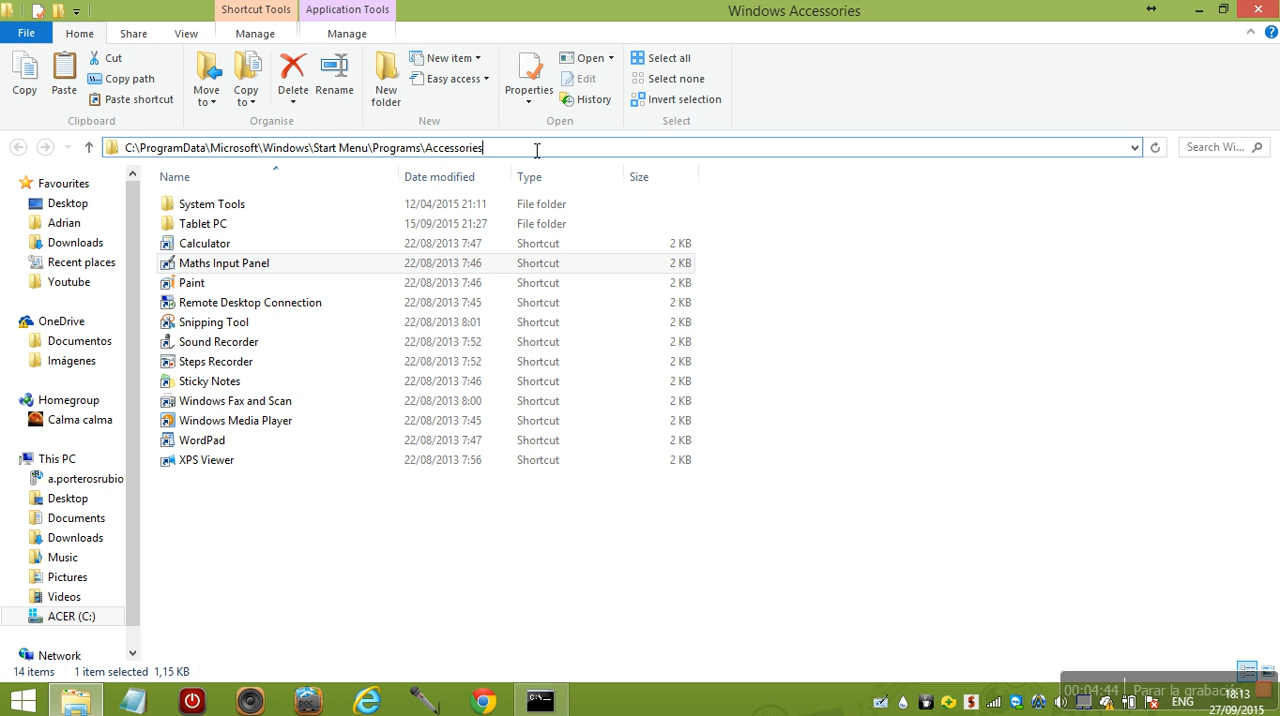 Shortcut Tools
Application Tools
Windows Accessories
File
Home
Share
View
Manage
Manage
Copy
Paste
Cut
Copy path
Paste shortcut
Clipboard
Move to
Copy to
Delete
Rename
Organise
New folder
New item
Easy access
New
Properties
Open
Edit
History
Open
Select all
Select none
Invert selection
Select
C:\ProgramData\Microsoft\Windows\Start Menu\Programs\Accessories
Search Wi...
Name Date modified Type Size
Favourites
Desktop
Adrian
Downloads
Recent places
Youtube
OneDrive
Documentos
Imágenes
Homegroup
Calma calma
This PC
a.porterosrubio
Desktop
Documents
Downloads
Music
Pictures
Videos
ACER (C:)
Network
System Tools 12/04/2015 21:11 File folder
Tablet PC 15/09/2015 21:27 File folder
Calculator 22/08/2013 7:47 Shortcut 2 KB
Maths Input Panel 22/08/2013 7:46 Shortcut 2 KB
Paint 22/08/2013 7:46 Shortcut 2 KB
Remote Desktop Connection 22/08/2013 7:45 Shortcut 2 KB
Snipping Tool 22/08/2013 8:01 Shortcut 2 KB
Sound Recorder 22/08/2013 7:52 Shortcut 2 KB
Steps Recorder 22/08/2013 7:52 Shortcut 2 KB
Sticky Notes 22/08/2013 7:46 Shortcut 2 KB
Windows Fax and Scan 22/08/2013 8:00 Shortcut 2 KB
Windows Media Player 22/08/2013 7:45 Shortcut 2 KB
WordPad 22/08/2013 7:47 Shortcut 2 KB
XPS Viewer 22/08/2013 7:56 Shortcut 2 KB
14 items 1 item selected 1,15 KB
00:04:44 Parar la grabación
ENG
18:13
27/09/2015